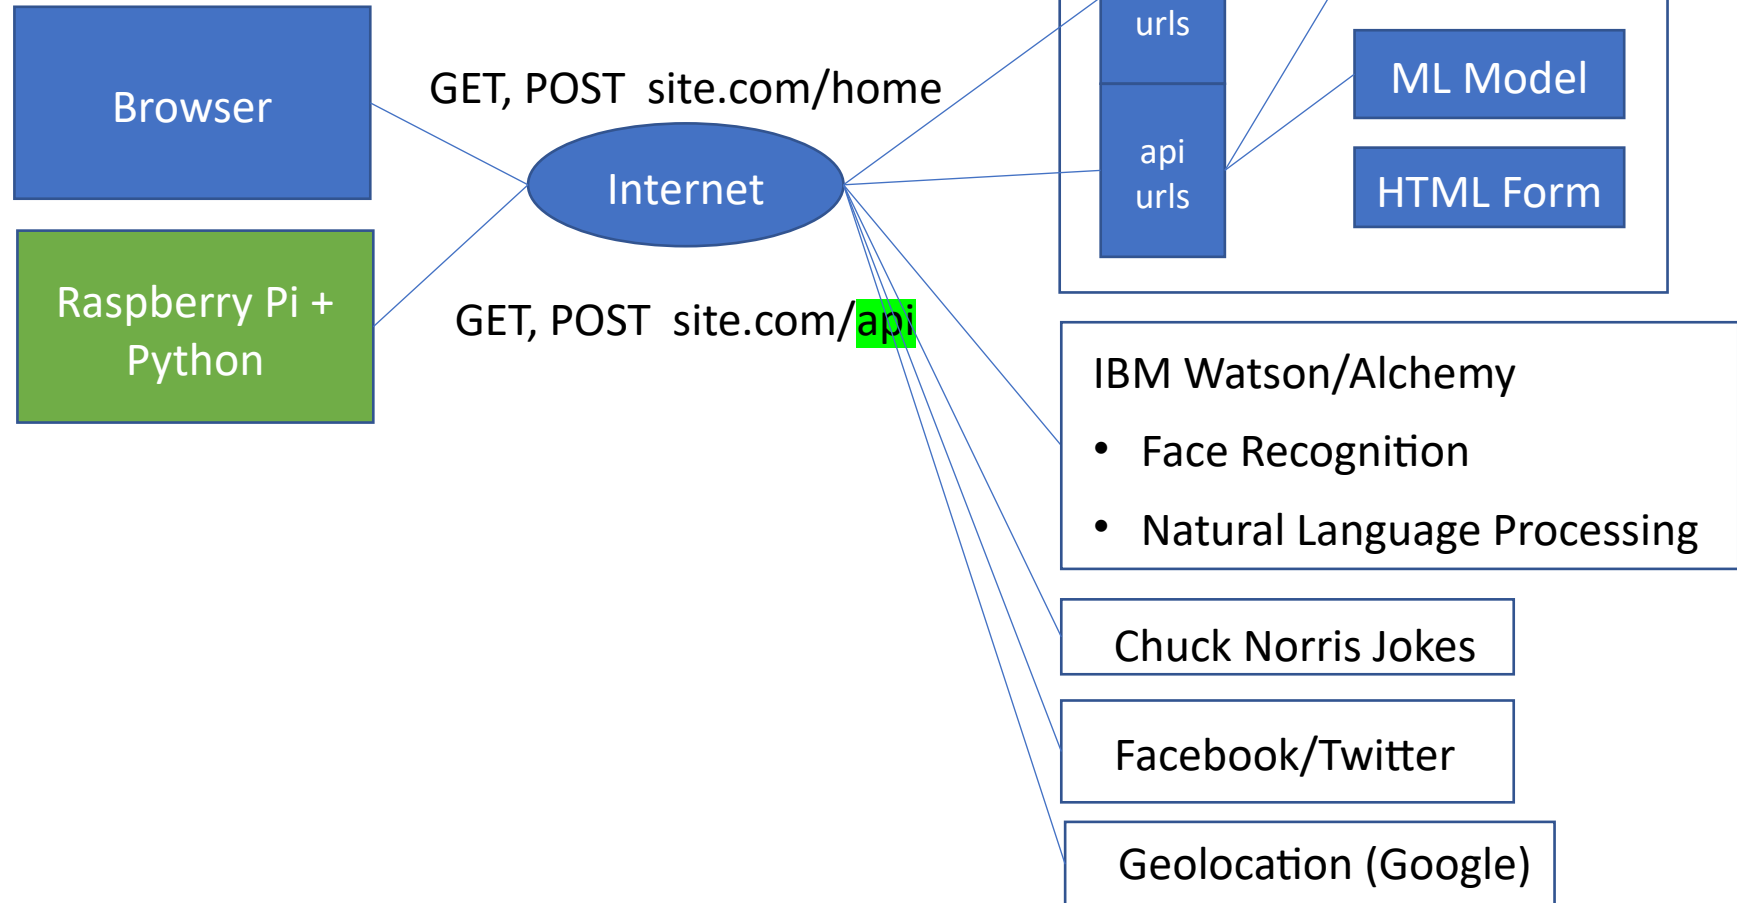 Browser
GET, POST  site.com/home
Internet
Raspberry Pi +
Python
GET, POST  site.com/api
urls
api
urls
ML Model
HTML Form
IBM Watson/Alchemy
• Face Recognition
• Natural Language Processing
Chuck Norris Jokes
Facebook/Twitter
Geolocation (Google)